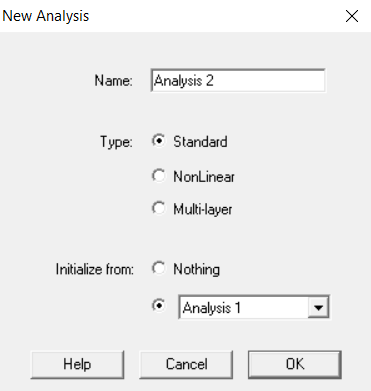 New Analysis
Name: Analysis 2
Type: Standard
NonLinear
Multi-layer
Initialize from: Nothing
Analysis 1
Help Cancel OK